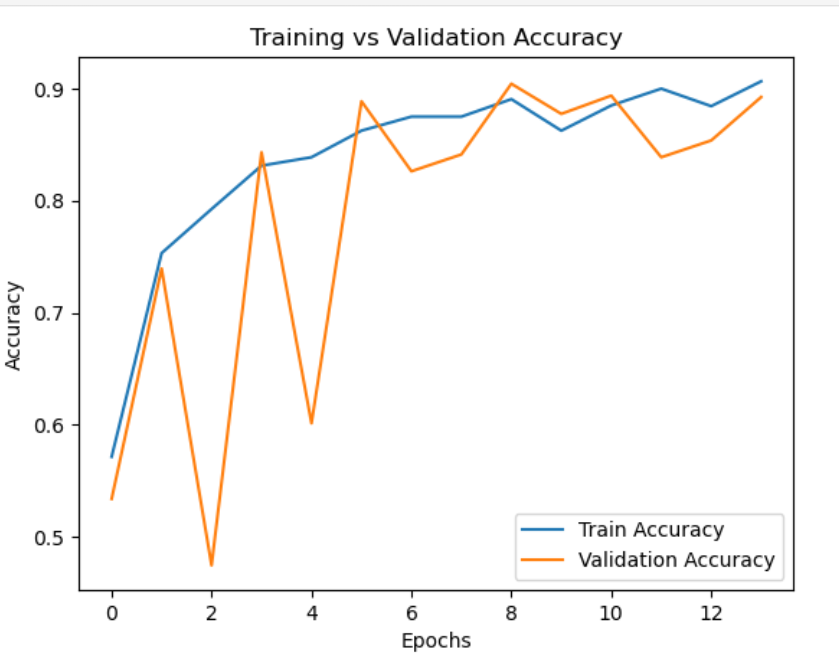 Training vs Validation Accuracy
0.9
0.8
0.7
0.6
0.5
Accuracy
Train Accuracy
Validation Accuracy
0 2 4 6 8 10 12
Epochs